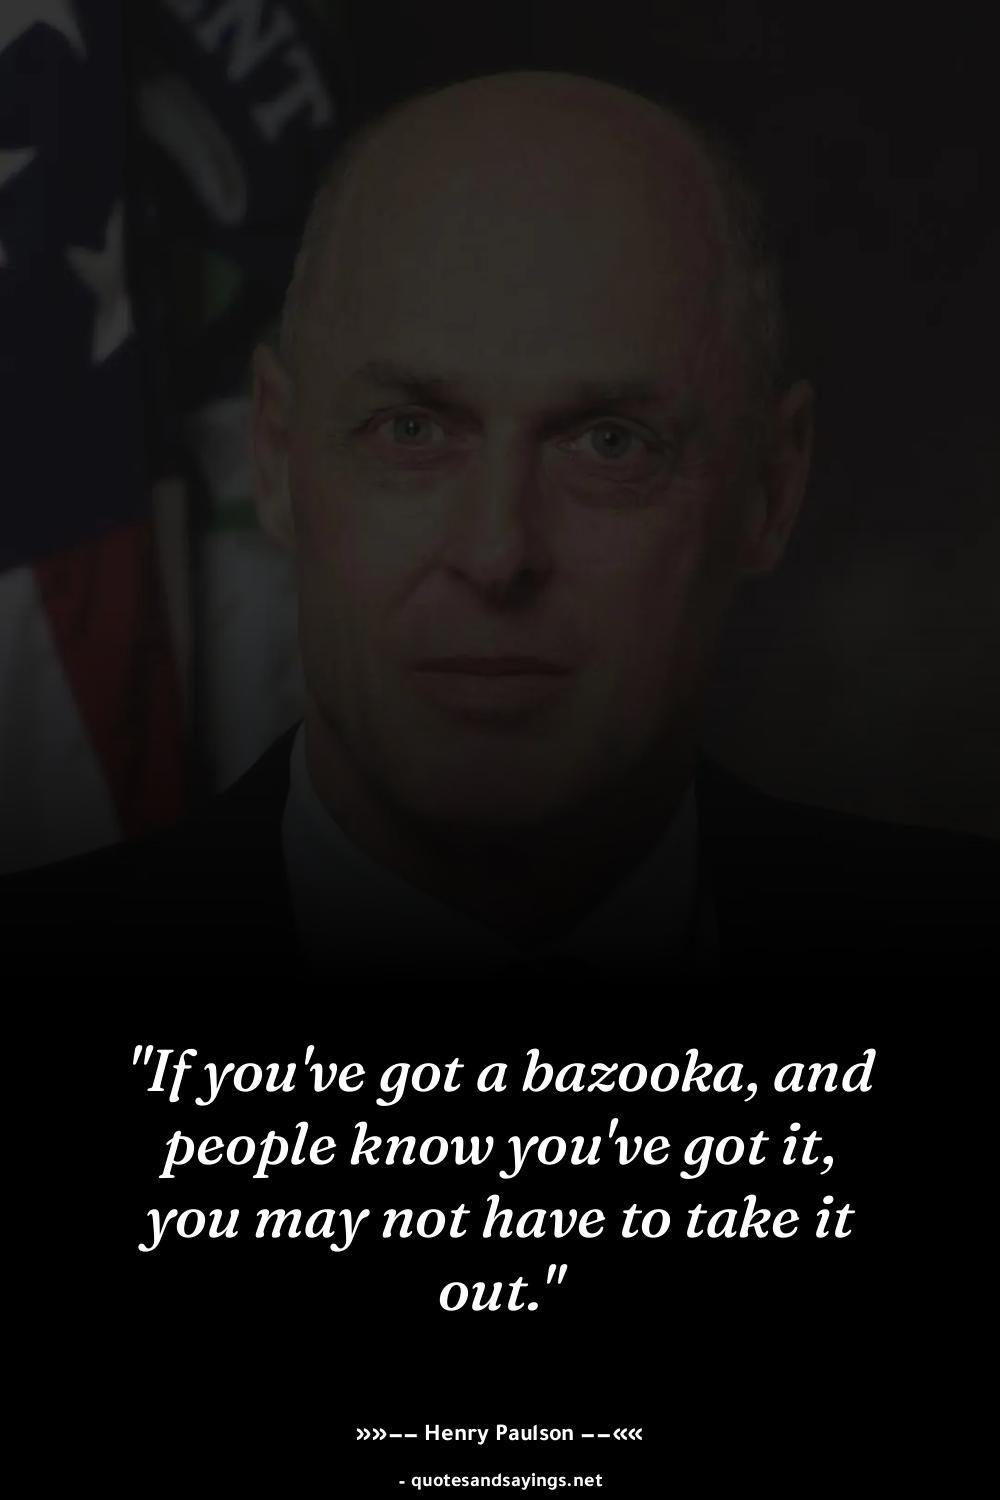 NT
"If you've got a bazooka, and
people know you've got it,
you may not have to take it
out."
»»–– Henry Paulson ––««
- quotesandsayings.net